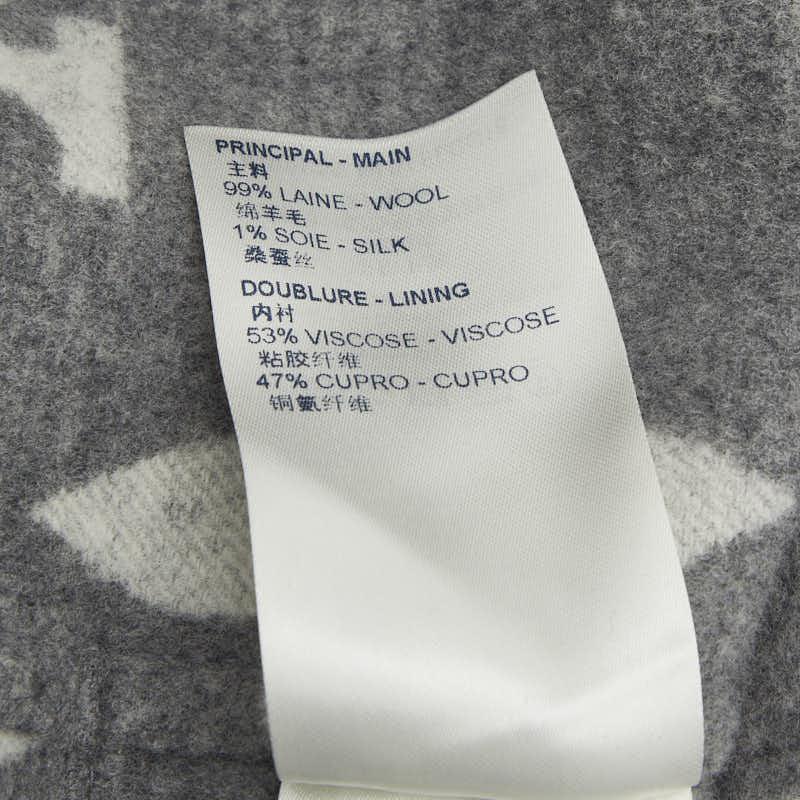 PRINCIPAL - MAIN
主料
99% LAINE - WOOL
绵羊毛
1% SOIE - SILK
桑蚕丝
DOUBLURE - LINING
内衬
53% VISCOSE - VISCOSE
粘胶纤维
47% CUPRO - CUPRO
铜氨纤维